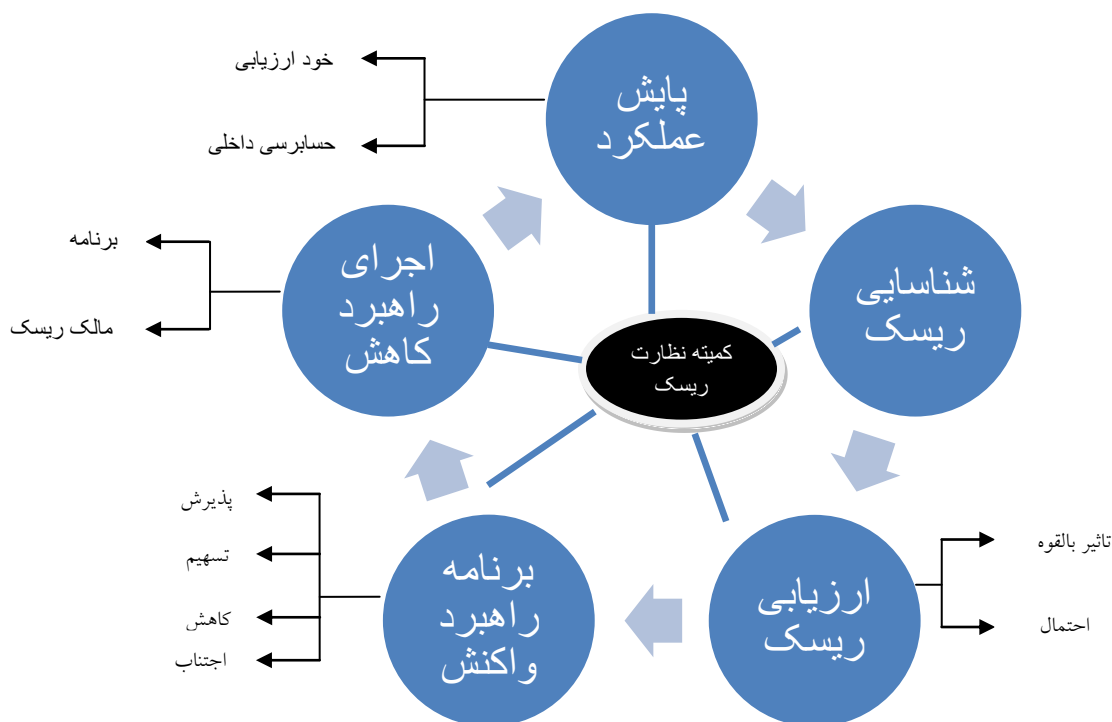 خود ارزیابی
حسابرسی داخلی
پایش
عملکرد
برنامه
مالک ریسک
اجرای
راهبرد
کاهش
شناسایی
ریسک
کمیته نظارت
ریسک
پذیرش
تسهیم
کاهش
اجتناب
برنامه
راهبرد
واکنش
ارزیابی
ریسک
تاثیر بالقوه
احتمال